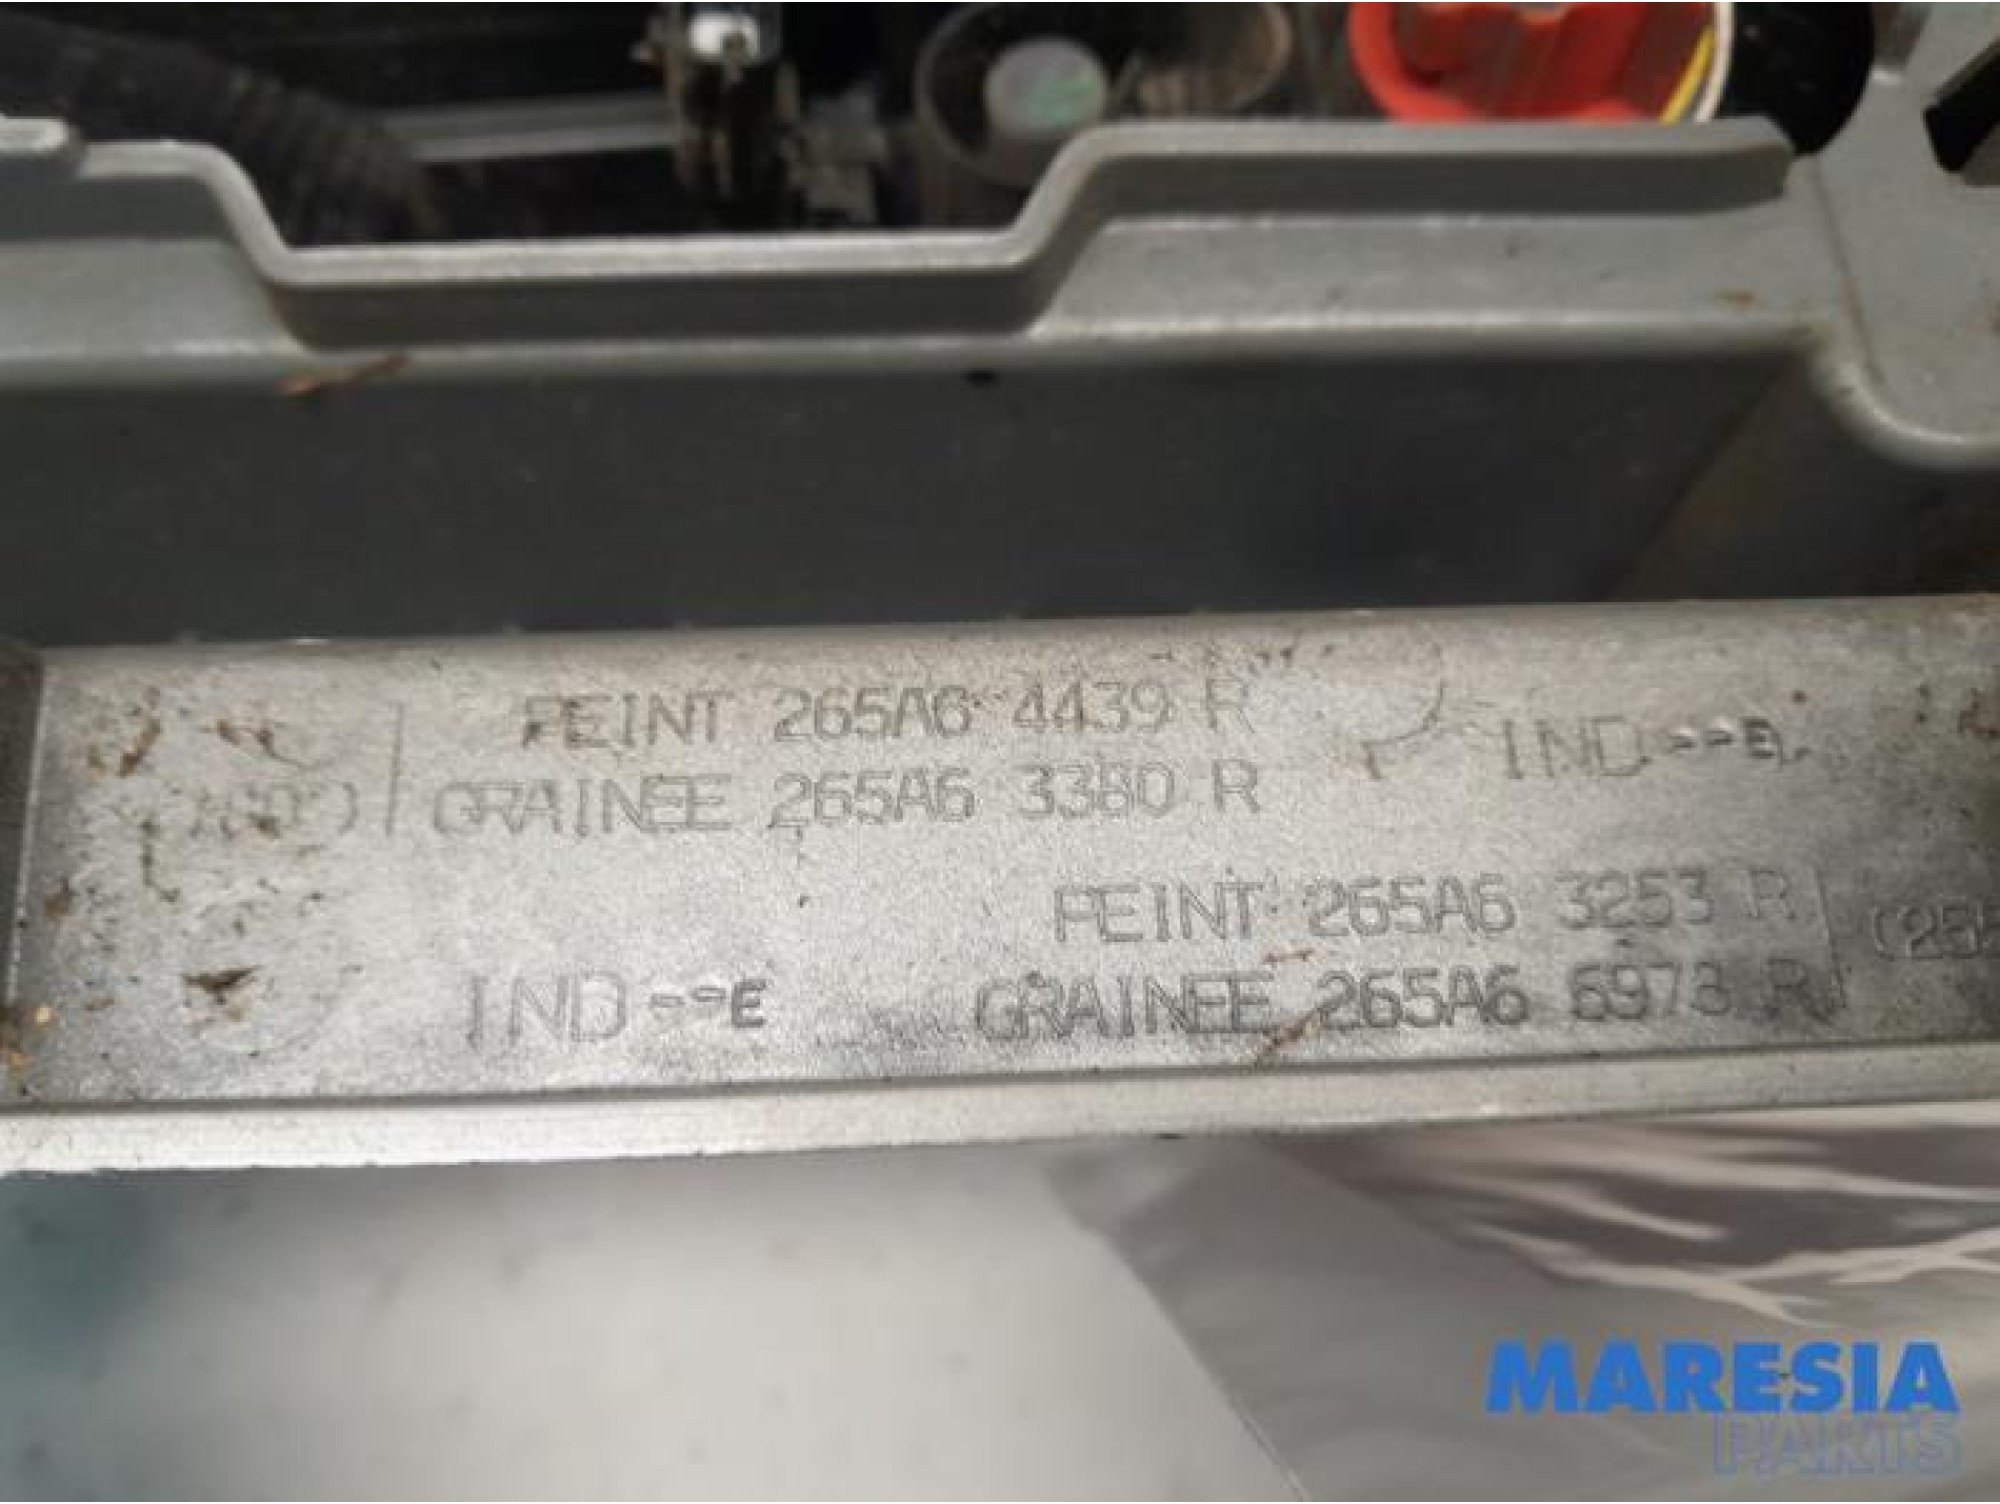 PEINT 265A6 4439 R
GRAINEE 265A6 3380 R
IND --E
PEINT 265A6 3253 R
GRAINEE 265A6 6973 R
IND --E
MARESIA
PARTS